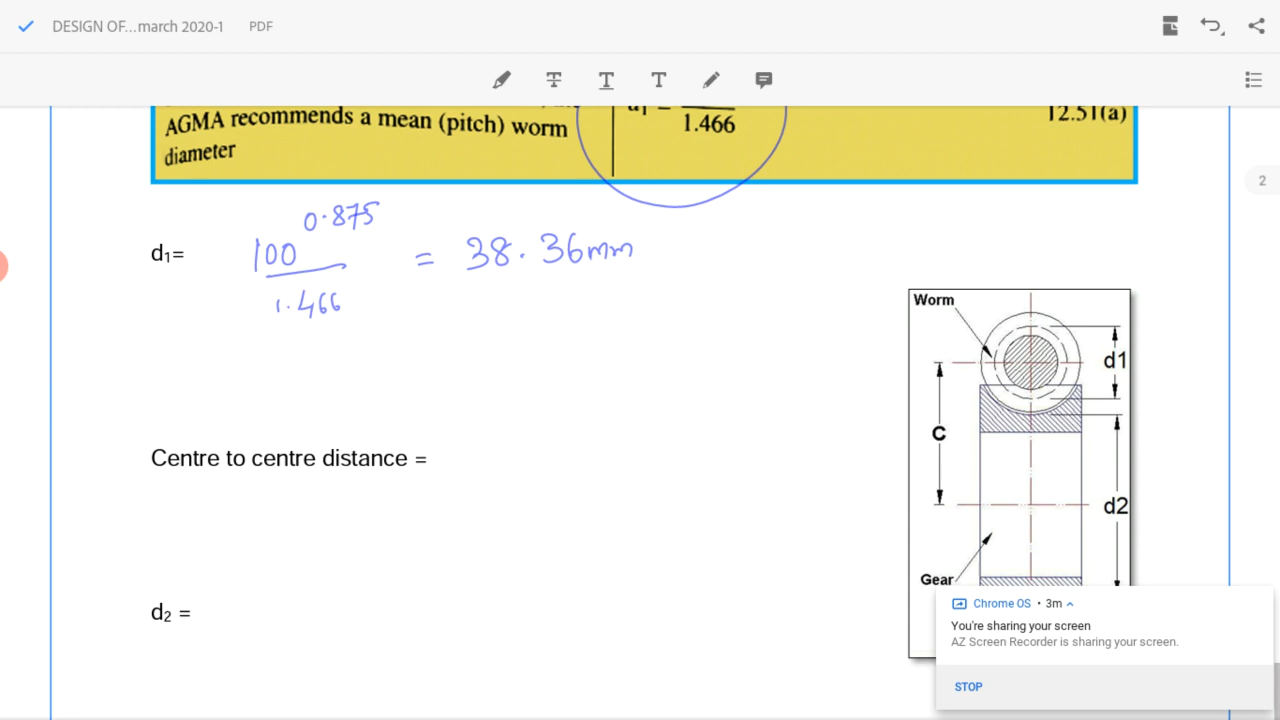 DESIGN OF...march 2020-1 PDF
AGMA recommends a mean (pitch) worm
diameter
1.466
12.51(a)
2
d₁= 100^0.875 / 1.466 = 38.36mm
Worm
d1
C
Centre to centre distance =
d2
Gear
d₂ =
Chrome OS • 3m
You're sharing your screen
AZ Screen Recorder is sharing your screen.
STOP